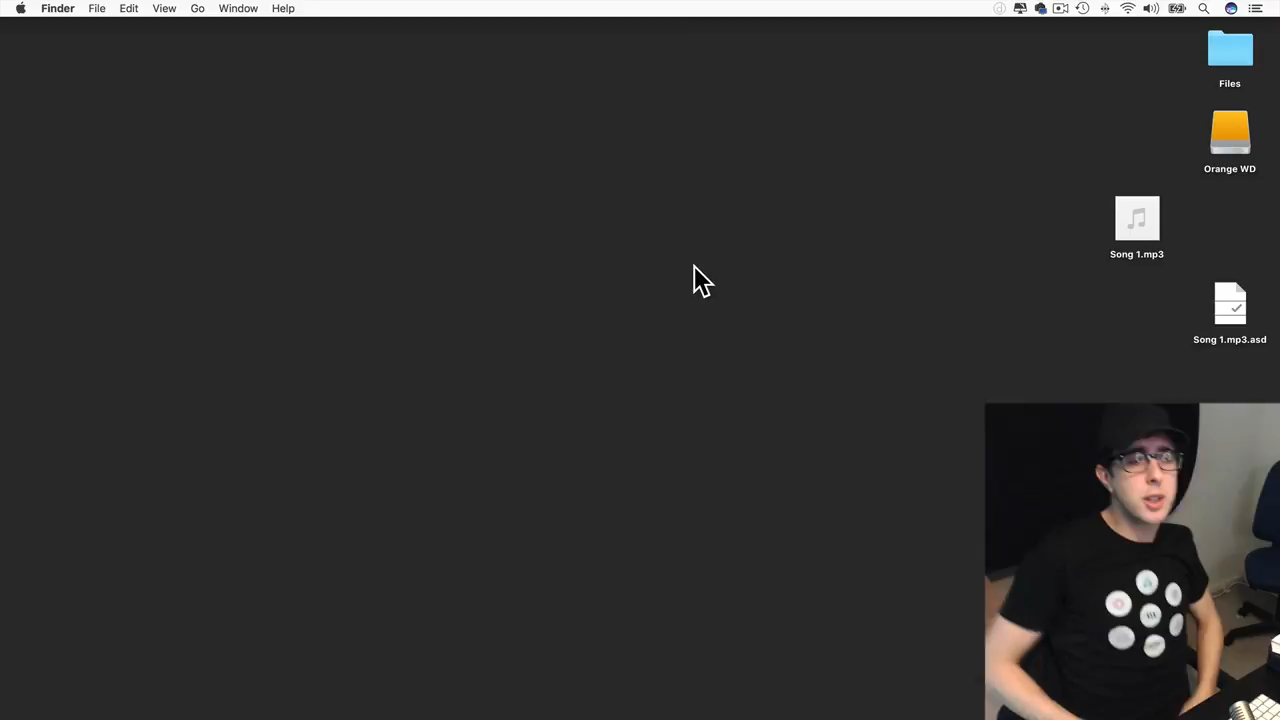 Finder File Edit View Go Window Help
Files
Orange WD
Song 1.mp3
Song 1.mp3.asd